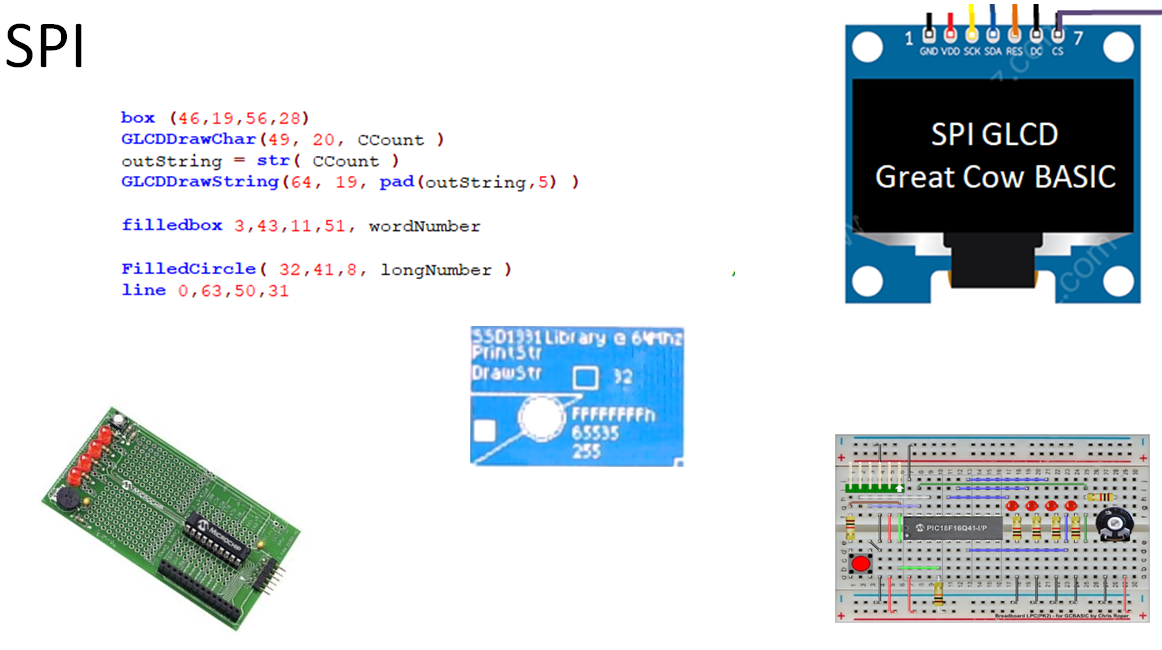 SPI
box (46,19,56,28)
GLCDDrawChar(49, 20, CCount )
outString = str( CCount )
GLCDDrawString(64, 19, pad(outString,5) )
filledbox 3,43,11,51, wordNumber
FilledCircle( 32,41,8, longNumber )
line 0,63,50,31
1 7
GND VDD SCK SDA RES DC CS
SPI GLCD
Great Cow BASIC
SSD1331 Library @ 64Mhz
PrintStr
DrawStr 32
FFFFFFFFh
65535
255
MICROCHIP
PIC18F16Q41-I/P
Breadboard LPC(PK2) - for GCBASIC by Chris Roper